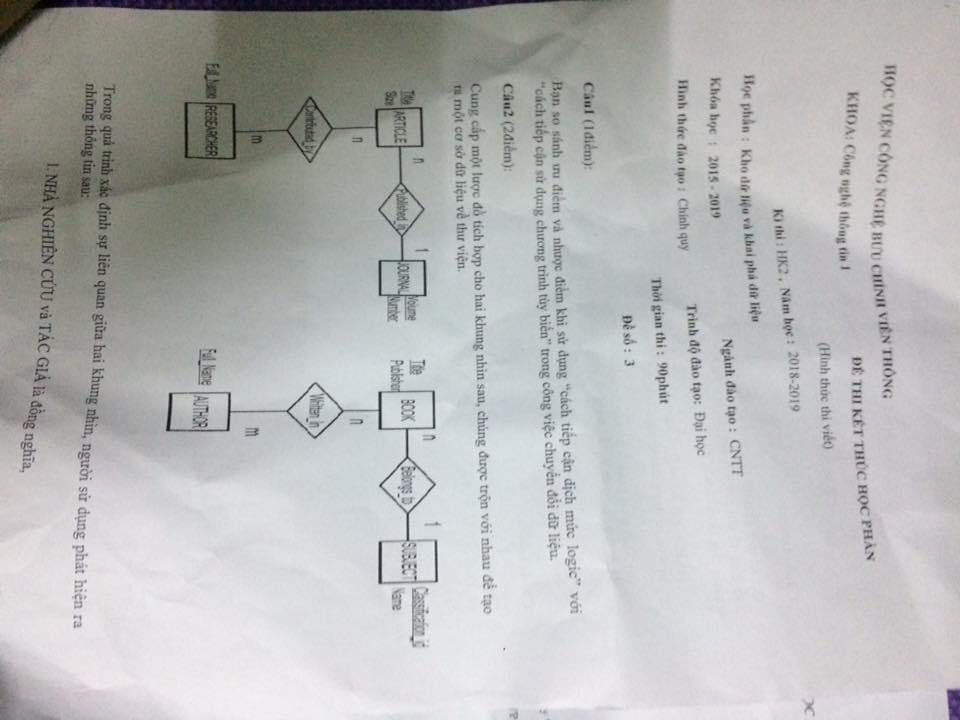 HỌC VIỆN CÔNG NGHỆ BƯU CHÍNH VIỄN THÔNG
KHOA: Công nghệ thông tin 1
ĐỀ THI KẾT THÚC HỌC PHẦN
(Hình thức thi viết)
Kì thi : HK2 , Năm học : 2018-2019
Học phần : Kho dữ liệu và khai phá dữ liệu
Ngành đào tạo : CNTT
Khóa học : 2015 - 2019
Trình độ đào tạo: Đại học
Hình thức đào tạo : Chính quy
Thời gian thi : 90phút
Đề số : 3
Câu1 (1điểm):
Bạn so sánh ưu điểm và nhược điểm khi sử dụng “cách tiếp cận dịch mức logic” với
“cách tiếp cận sử dụng chương trình tùy biến” trong công việc chuyển đổi dữ liệu.
Câu2 (2điểm):
Cung cấp một lược đồ tích hợp cho hai khung nhìn sau, chúng được trộn với nhau để tạo
ra một cơ sở dữ liệu về thư viện.
Title
Size
ARTICLE
n
Published_in
1
JOURNAL
Volume
Number
n
Contributed_by
m
Full_Name
RESEARCHER
Title
Publisher
BOOK
n
Belongs_to
1
SUBJECT
Classification_id
Name
n
Written_in
m
Full_Name
AUTHOR
Trong quá trình xác định sự liên quan giữa hai khung nhìn, người sử dụng phát hiện ra
những thông tin sau:
1. NHÀ NGHIÊN CỨU và TÁC GIẢ là đồng nghĩa,